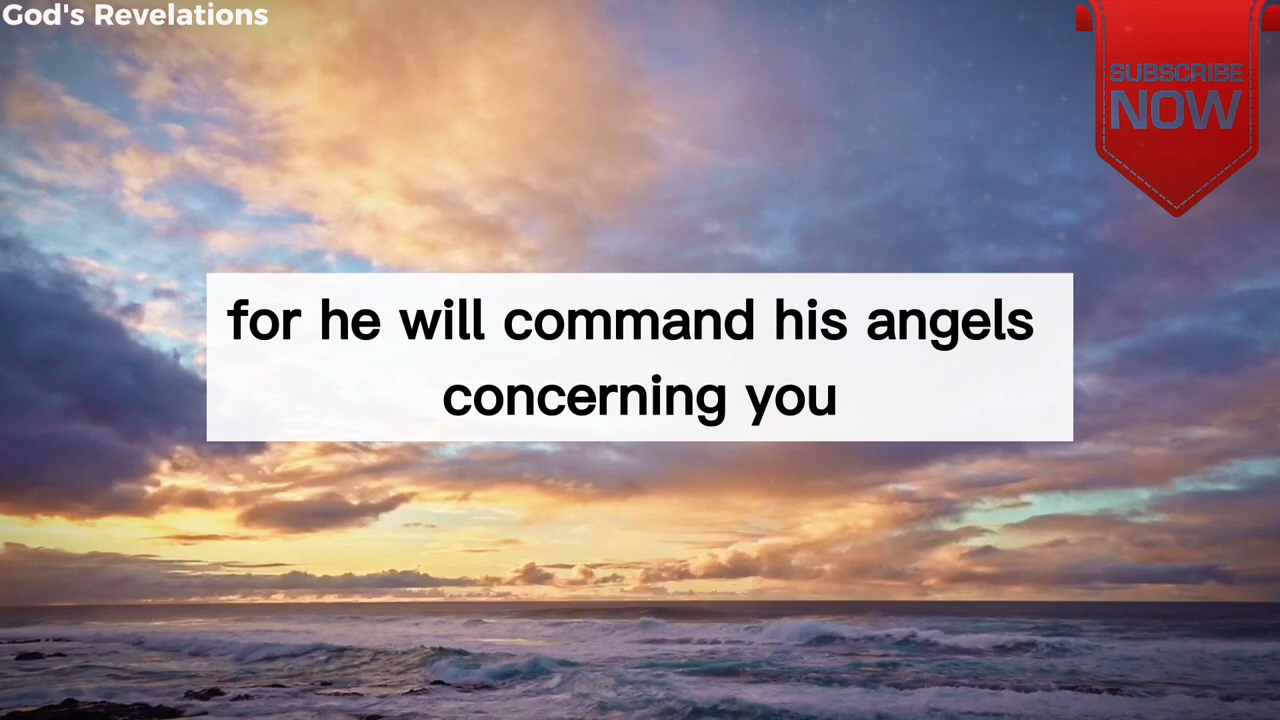 God's Revelations
SUBSCRIBE
NOW
for he will command his angels
concerning you